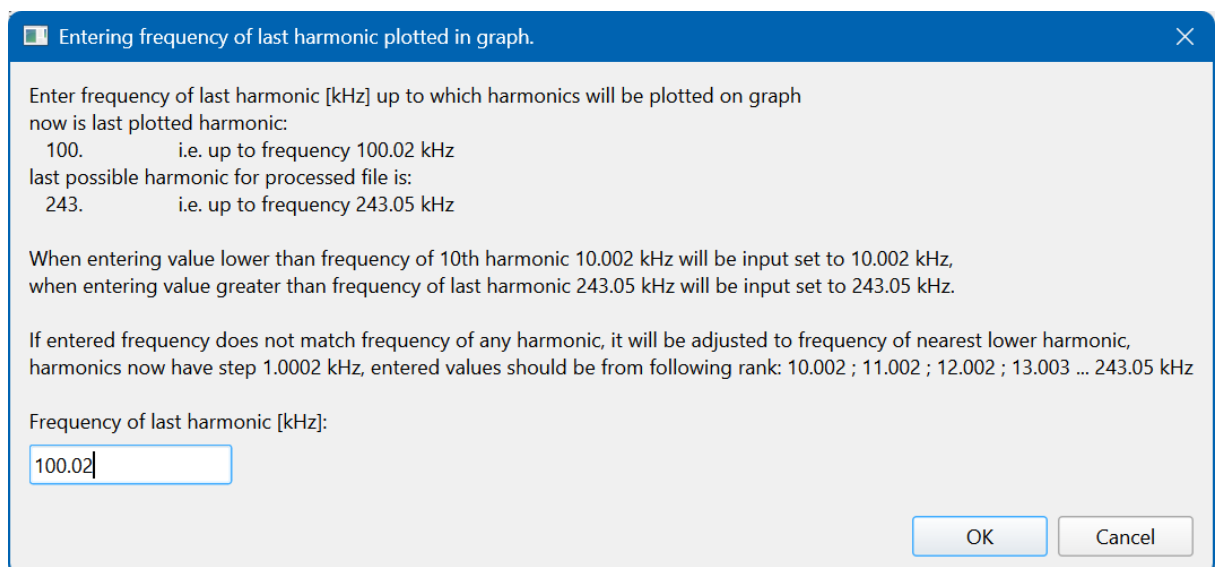 Entering frequency of last harmonic plotted in graph.
Enter frequency of last harmonic [kHz] up to which harmonics will be plotted on graph
now is last plotted harmonic:
100. i.e. up to frequency 100.02 kHz
last possible harmonic for processed file is:
243. i.e. up to frequency 243.05 kHz
When entering value lower than frequency of 10th harmonic 10.002 kHz will be input set to 10.002 kHz,
when entering value greater than frequency of last harmonic 243.05 kHz will be input set to 243.05 kHz.
If entered frequency does not match frequency of any harmonic, it will be adjusted to frequency of nearest lower harmonic,
harmonics now have step 1.0002 kHz, entered values should be from following rank: 10.002 ; 11.002 ; 12.002 ; 13.003 ... 243.05 kHz
Frequency of last harmonic [kHz]:
100.02
OK Cancel